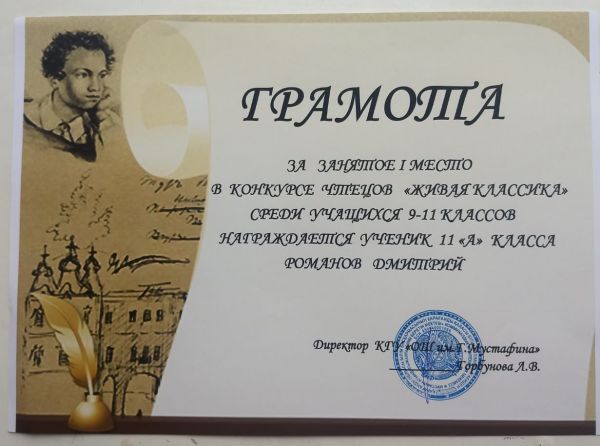 ГРАМОТА
ЗА ЗАНЯТОЕ I МЕСТО
В КОНКУРСЕ ЧТЕЦОВ «ЖИВАЯ КЛАССИКА»
СРЕДИ УЧАЩИХСЯ 9-11 КЛАССОВ
НАГРАЖДАЕТСЯ УЧЕНИК 11 «А» КЛАССА
РОМАНОВ ДМИТРИЙ
Директор КГУ «ОШ им.Г.Мустафина»
Горбунова Л.В.